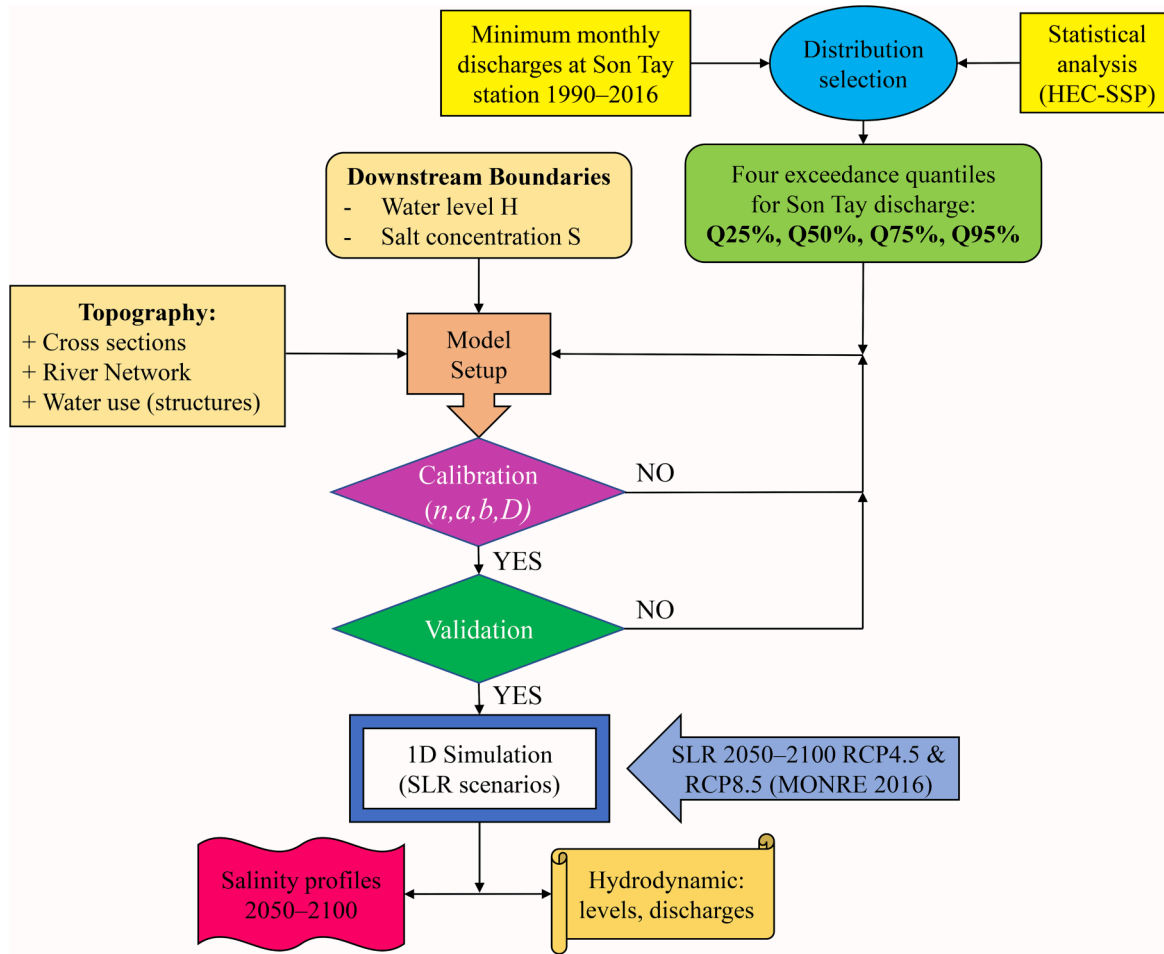 Minimum monthly
discharges at Son Tay
station 1990–2016
Distribution
selection
Statistical
analysis
(HEC-SSP)
Downstream Boundaries
- Water level H
- Salt concentration S
Four exceedance quantiles
for Son Tay discharge:
Q25%, Q50%, Q75%, Q95%
Topography:
+ Cross sections
+ River Network
+ Water use (structures)
Model
Setup
Calibration
(n,a,b,D)
NO
YES
Validation
NO
YES
1D Simulation
(SLR scenarios)
SLR 2050–2100 RCP4.5 &
RCP8.5 (MONRE 2016)
Salinity profiles
2050–2100
Hydrodynamic:
levels, discharges